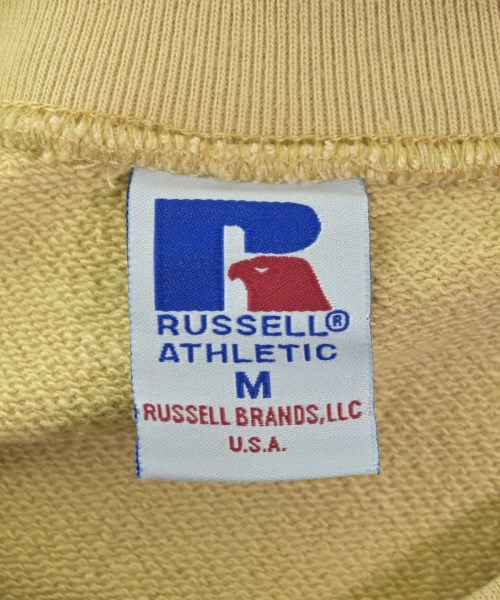 R
RUSSELL®
ATHLETIC
M
RUSSELL BRANDS, LLC
U.S.A.